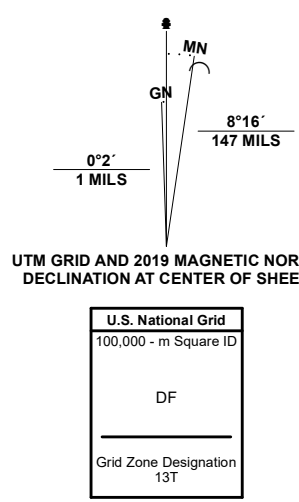 MN
GN
8°16´
147 MILS
0°2´
1 MILS
UTM GRID AND 2019 MAGNETIC NOR
DECLINATION AT CENTER OF SHEE
U.S. National Grid
100,000 - m Square ID
DF
Grid Zone Designation
13T